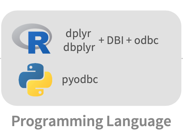 R
dplyr
dbplyr + DBI + odbc
pyodbc
Programming Language